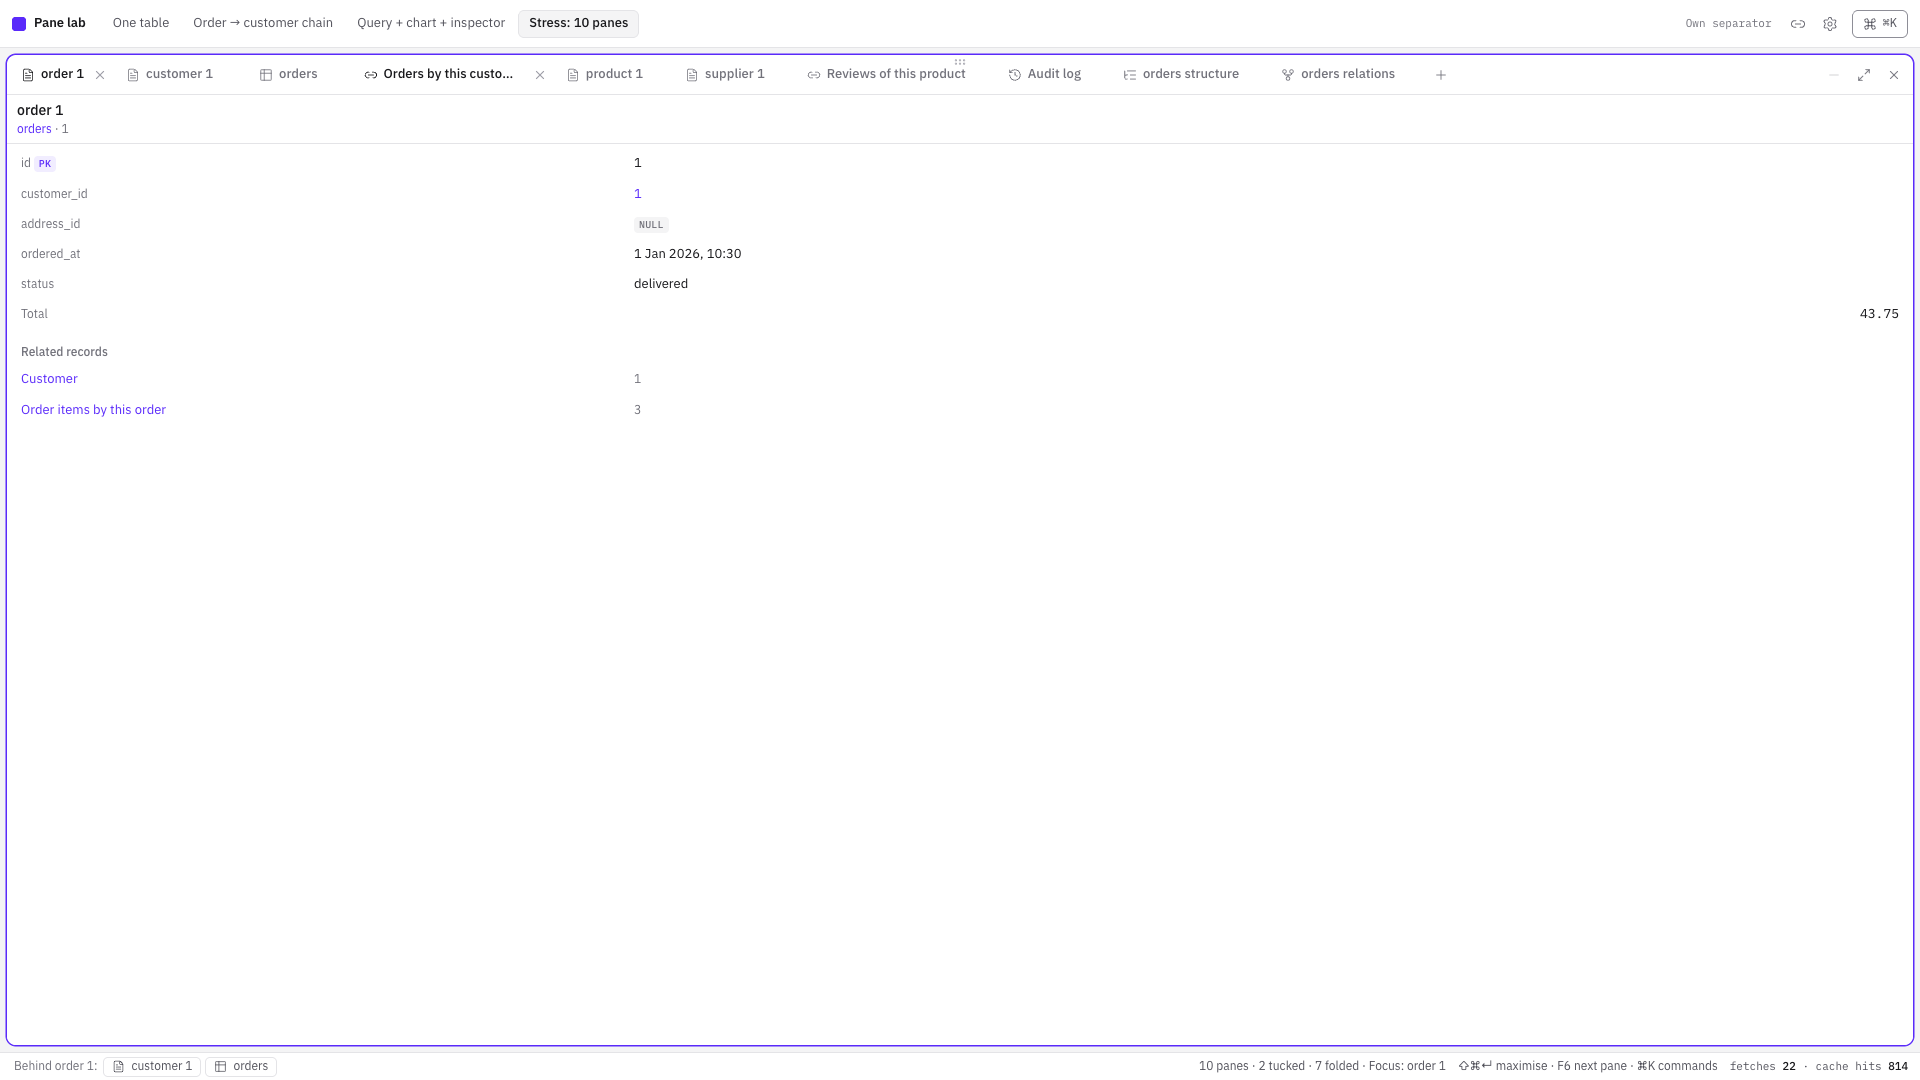 Pane lab One table Order → customer chain Query + chart + inspector Stress: 10 panes Own separator ⌘ ⌘K
order 1 customer 1 orders Orders by this custo... product 1 supplier 1 Reviews of this product Audit log orders structure orders relations
order 1
orders · 1
id PK 1
customer_id 1
address_id NULL
ordered_at 1 Jan 2026, 10:30
status delivered
Total 43.75
Related records
Customer 1
Order items by this order 3
Behind order 1: customer 1 orders 10 panes · 2 tucked · 7 folded · Focus: order 1 ⇧⌘↵ maximise · F6 next pane · ⌘K commands fetches 22 · cache hits 814